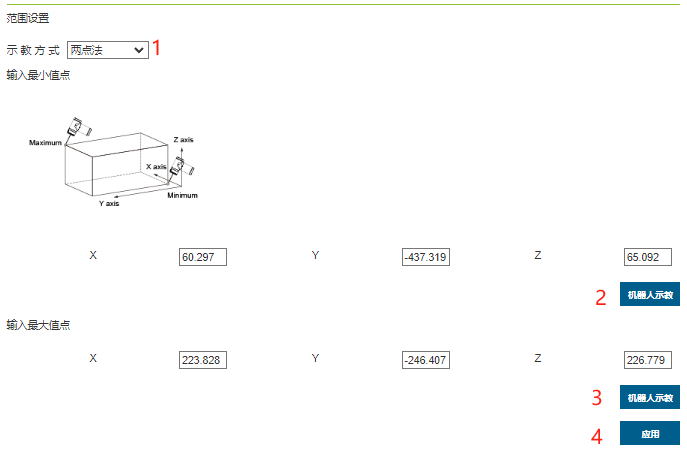 范围设置
示教方式 两点法 1
输入最小值点
Maximum
Z axis
X axis
Minimum
Y axis
X 60.297 Y -437.319 Z 65.092
2 机器人示教
输入最大值点
X 223.828 Y -246.407 Z 226.779
3 机器人示教
4 应用